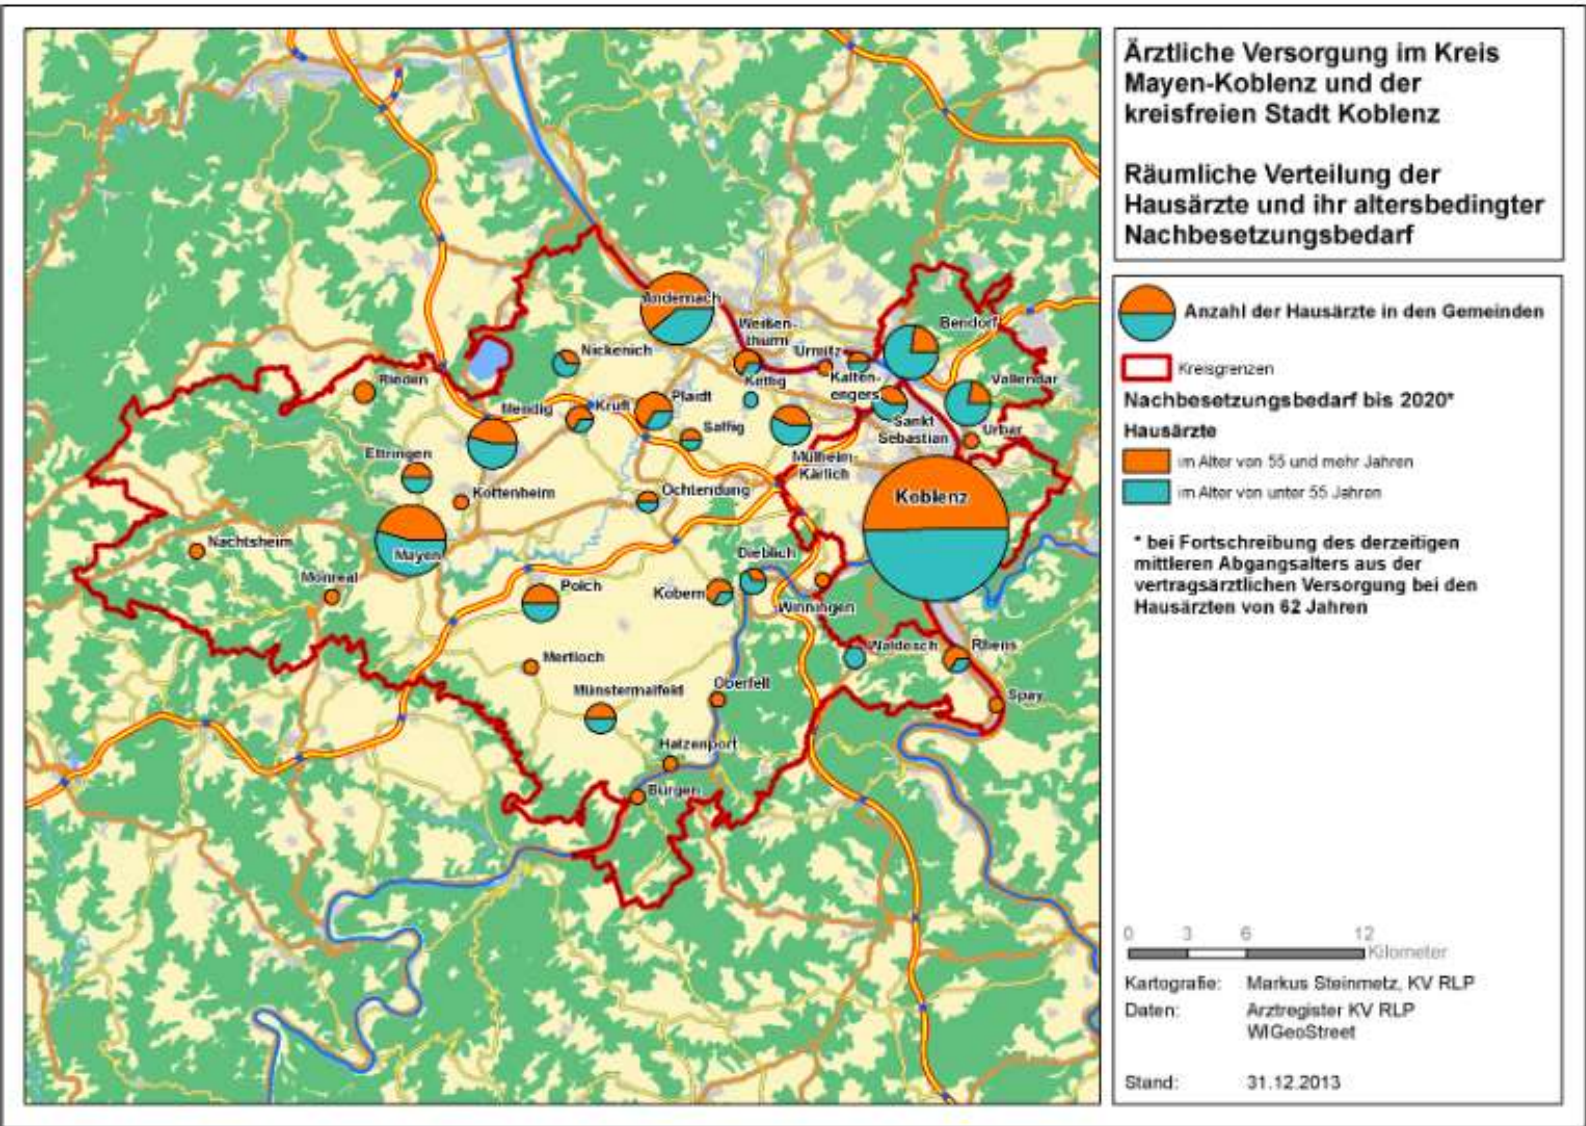 Ärztliche Versorgung im Kreis
Mayen-Koblenz und der
kreisfreien Stadt Koblenz
Räumliche Verteilung der
Hausärzte und ihr altersbedingter
Nachbesetzungsbedarf
Anzahl der Hausärzte in den Gemeinden
Kreisgrenzen
Nachbesetzungsbedarf bis 2020*
Hausärzte
im Alter von 55 und mehr Jahren
im Alter von unter 55 Jahren
* bei Fortschreibung des derzeitigen
mittleren Abgangsalters aus der
vertragsärztlichen Versorgung bei den
Hausärzten von 62 Jahren
0 3 6 12
Kilometer
Kartografie: Markus Steinmetz, KV RLP
Daten: Arztregister KV RLP
WIGeoStreet
Stand: 31.12.2013
Andernach
Weißen-
thurm
Urmitz
Bendorf
Nickenich
Kettig
Kalten-
engers
Vallendar
Rieden
Mendig
Kruft
Plaidt
Saffig
Sankt
Sebastian
Urbar
Ettringen
Mülheim-
Kärlich
Kottenheim
Ochtendung
Koblenz
Nachtsheim
Mayen
Dieblich
Monreal
Polch
Kobern
Winningen
Waldesch
Rhens
Mertloch
Münstermaifeld
Oberfell
Spay
Hatzenport
Burgen